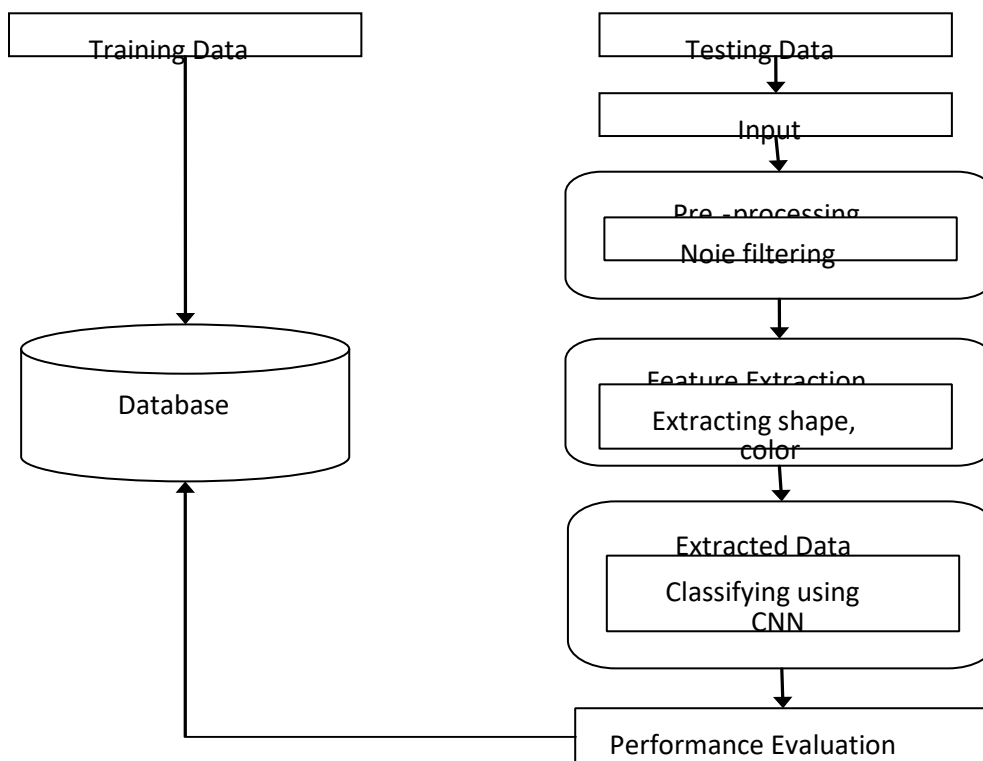 Training Data
Testing Data
Input
Pre -processing
Noie filtering
Database
Feature Extraction
Extracting shape,
color
Extracted Data
Classifying using
CNN
Performance Evaluation